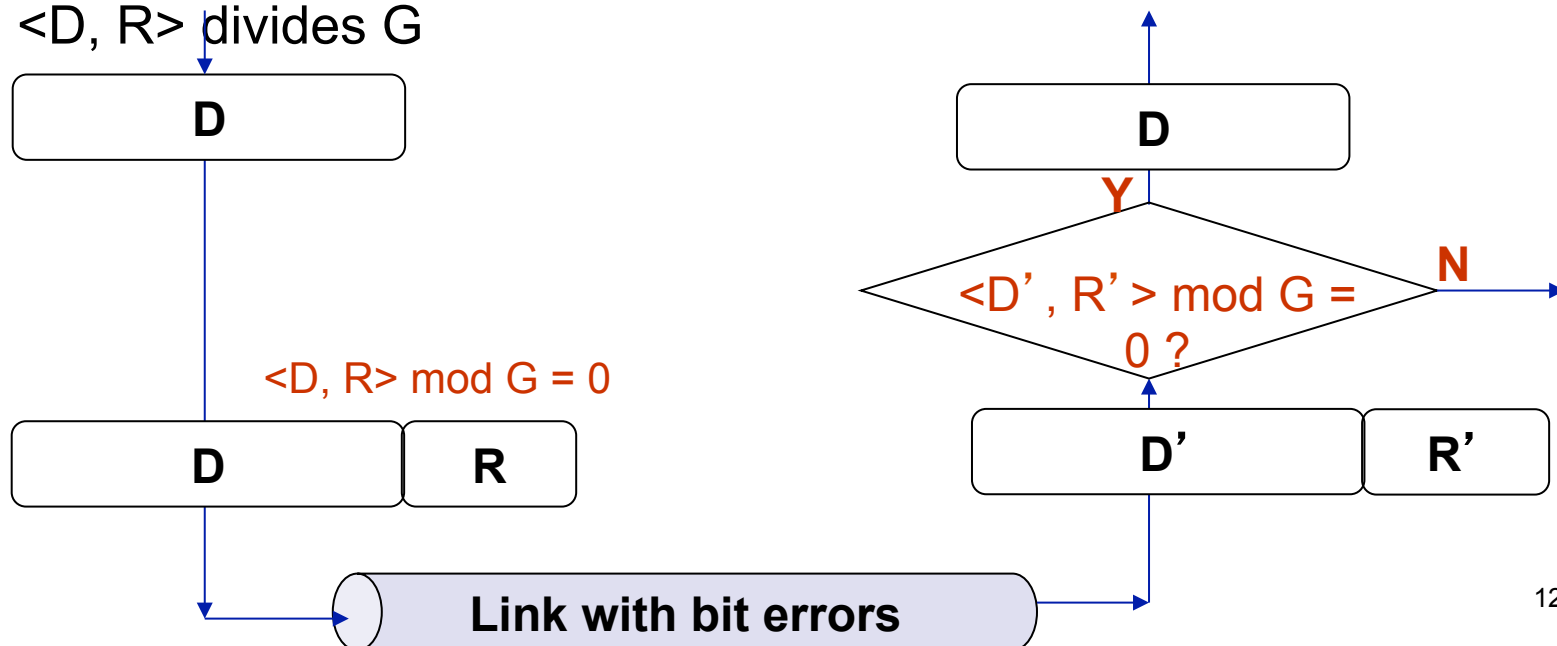 <D, R> divides G
D
D
Y
N
<D’, R’> mod G =
0 ?
<D, R> mod G = 0
D
R
D’
R’
Link with bit errors
12